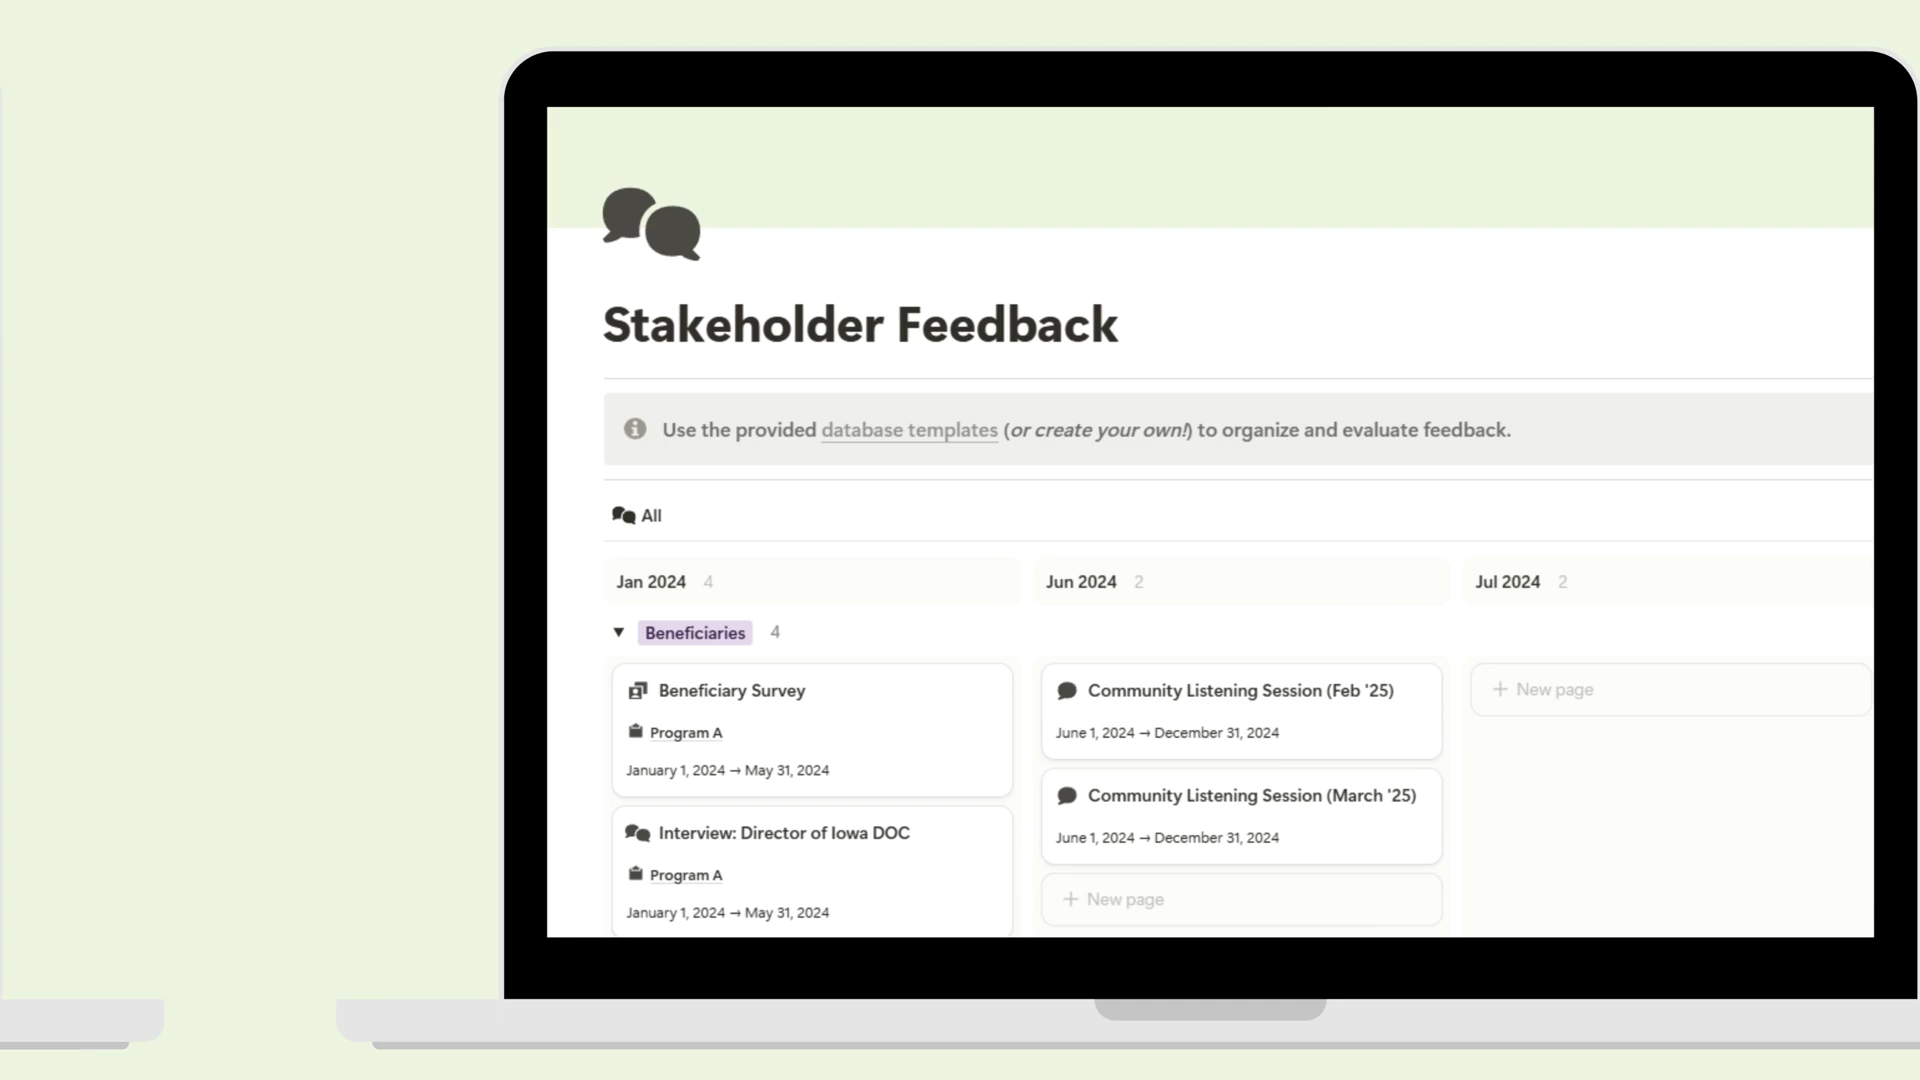 Stakeholder Feedback
Use the provided database templates (or create your own!) to organize and evaluate feedback.
All
Jan 2024 4
Jun 2024 2
Jul 2024 2
Beneficiaries 4
Beneficiary Survey
Program A
January 1, 2024 → May 31, 2024
Interview: Director of Iowa DOC
Program A
January 1, 2024 → May 31, 2024
Community Listening Session (Feb '25)
June 1, 2024 → December 31, 2024
Community Listening Session (March '25)
June 1, 2024 → December 31, 2024
+ New page
+ New page